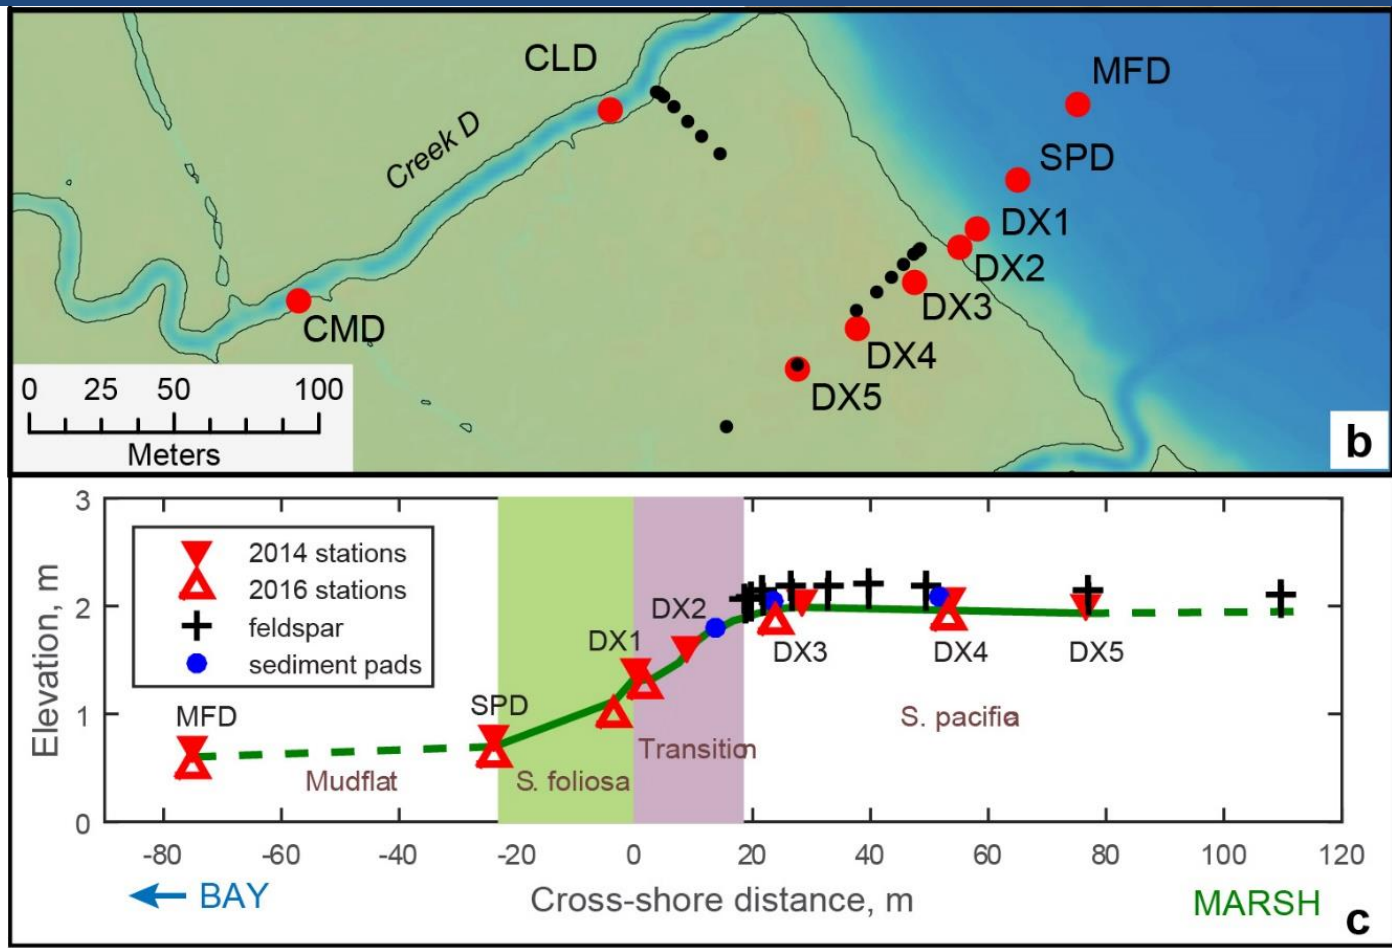 CLD
MFD
Creek D
SPD
DX1
DX2
DX3
CMD
DX4
DX5
0 25 50 100
Meters
b
3
2014 stations
2016 stations
feldspar
sediment pads
2
DX2
DX1
DX3
DX4
DX5
Elevation, m
MFD
SPD
S. pacifica
1
Transition
Mudflat
S. foliosa
0
-80 -60 -40 -20 0 20 40 60 80 100 120
BAY
Cross-shore distance, m
MARSH
c